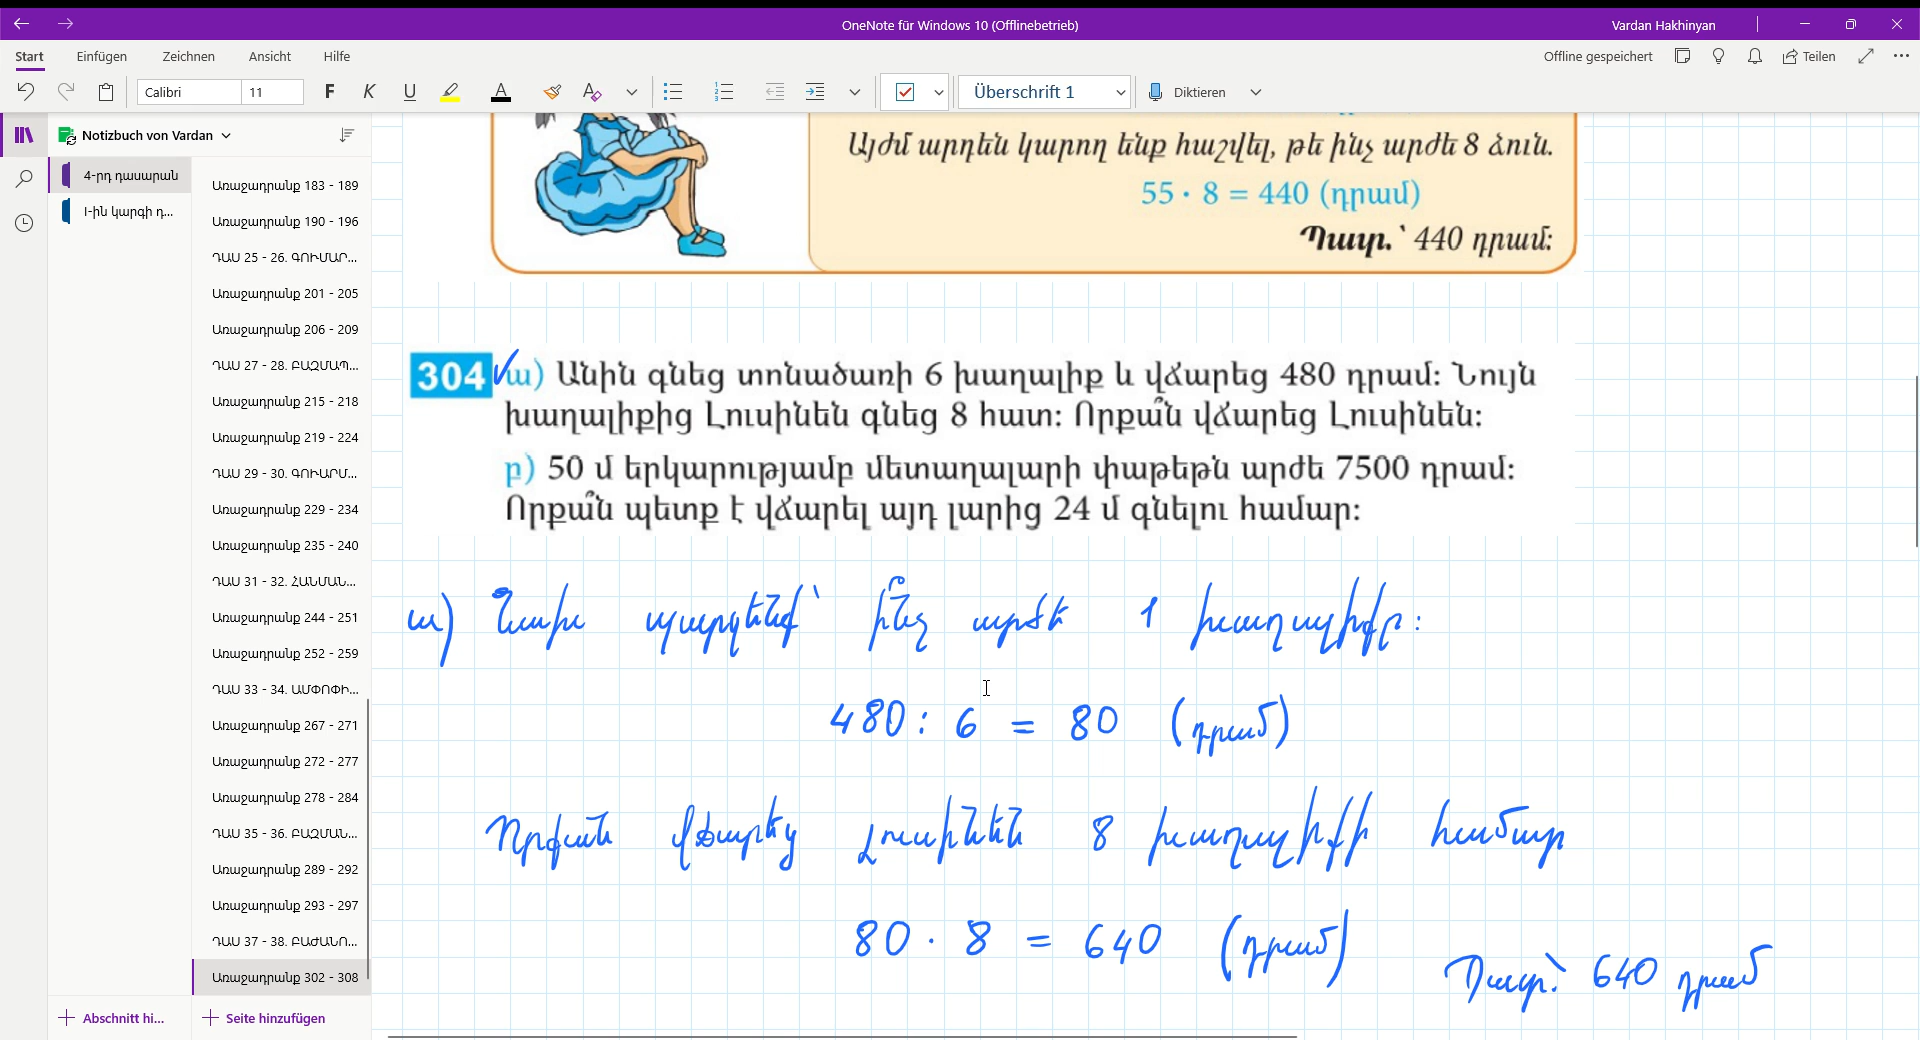 OneNote für Windows 10 (Offlinebetrieb)
Vardan Hakhinyan
Start Einfügen Zeichnen Ansicht Hilfe
Offline gespeichert
Teilen
Calibri 11 F K U A
Überschrift 1
Diktieren
Notizbuch von Vardan
4-րդ դասարան
I-ին կարգի դ...
Առաջադրանք 183 - 189
Առաջադրանք 190 - 196
ԴԱՍ 25 - 26. ԳՈՒՄԱՐ...
Առաջադրանք 201 - 205
Առաջադրանք 206 - 209
ԴԱՍ 27 - 28. ԲԱԶՄԱՊ...
Առաջադրանք 215 - 218
Առաջադրանք 219 - 224
ԴԱՍ 29 - 30. ԳՈՒԱՐՄ...
Առաջադրանք 229 - 234
Առաջադրանք 235 - 240
ԴԱՍ 31 - 32. ՀԱՆՄԱՆ...
Առաջադրանք 244 - 251
Առաջադրանք 252 - 259
ԴԱՍ 33 - 34. ԱՄՓՈՓԻ...
Առաջադրանք 267 - 271
Առաջադրանք 272 - 277
Առաջադրանք 278 - 284
ԴԱՍ 35 - 36. ԲԱԶՄԱՆ...
Առաջադրանք 289 - 292
Առաջադրանք 293 - 297
ԴԱՍ 37 - 38. ԲԱԺԱՆՈ...
Առաջադրանք 302 - 308
Abschnitt hi...
Seite hinzufügen
Այժմ արդեն կարող ենք հաշվել, թե ինչ արժե 8 ձուն.
55 · 8 = 440 (դրամ)
Պատ.՝ 440 դրամ:
304 ա) Անին գնեց տոնածառի 6 խաղալիք և վճարեց 480 դրամ: Նույն
խաղալիքից Լուսինեն գնեց 8 հատ: Որքա՞ն վճարեց Լուսինեն:
բ) 50 մ երկարությամբ մետաղալարի փաթեթն արժե 7500 դրամ:
Որքա՞ն պետք է վճարել այդ լարից 24 մ գնելու համար:
ա) Նախ պարզենք՝ ի՞նչ արժե 1 խաղալիքը:
480 : 6 = 80 (դրամ)
Որքան վճարեց Լուսինեն 8 խաղալիքի համար
80 · 8 = 640 (դրամ)
Պատ.՝ 640 դրամ